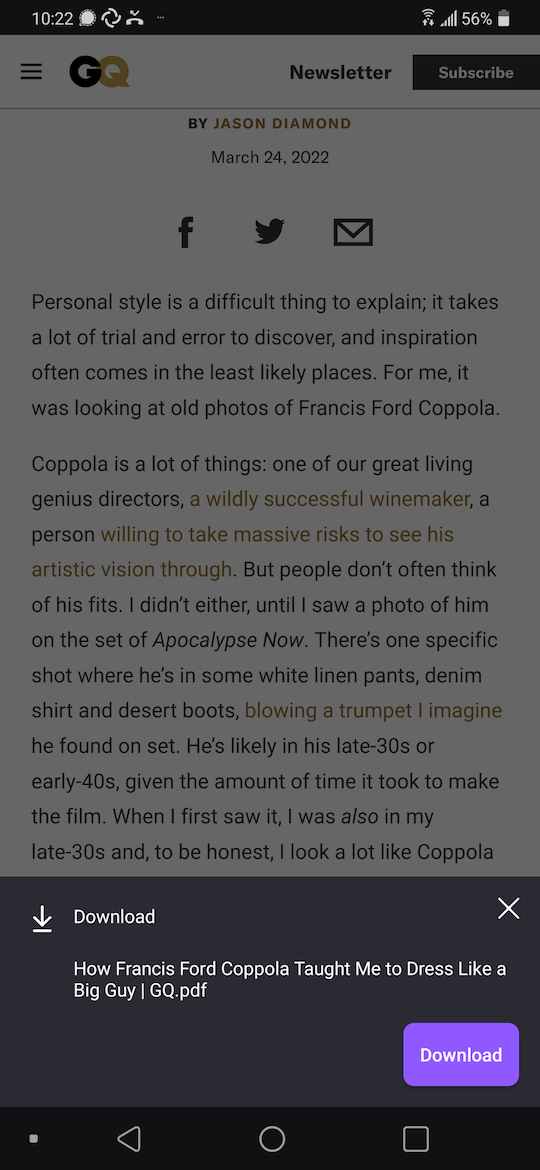 10:22
56%
GQ
Newsletter
Subscribe
BY JASON DIAMOND
March 24, 2022
Personal style is a difficult thing to explain; it takes
a lot of trial and error to discover, and inspiration
often comes in the least likely places. For me, it
was looking at old photos of Francis Ford Coppola.
Coppola is a lot of things: one of our great living
genius directors, a wildly successful winemaker, a
person willing to take massive risks to see his
artistic vision through. But people don’t often think
of his fits. I didn’t either, until I saw a photo of him
on the set of Apocalypse Now. There’s one specific
shot where he’s in some white linen pants, denim
shirt and desert boots, blowing a trumpet I imagine
he found on set. He’s likely in his late-30s or
early-40s, given the amount of time it took to make
the film. When I first saw it, I was also in my
late-30s and, to be honest, I look a lot like Coppola
Download
How Francis Ford Coppola Taught Me to Dress Like a
Big Guy | GQ.pdf
Download